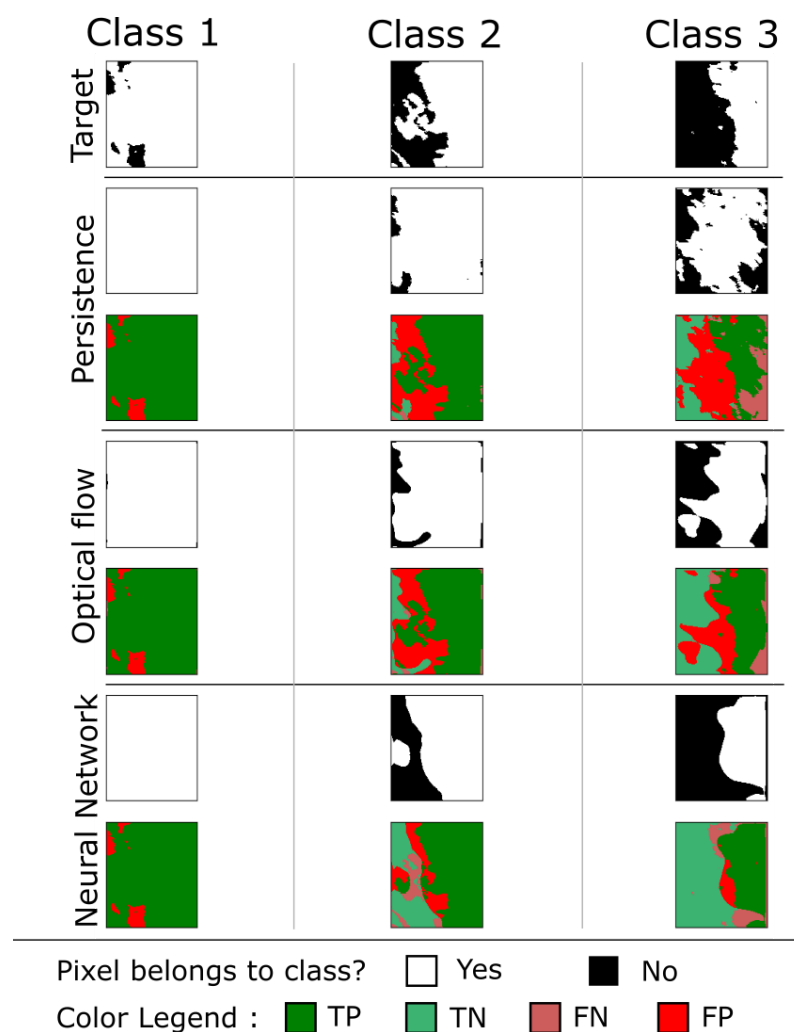 Class 1 Class 2 Class 3
Target
Persistence
Optical flow
Neural Network
Pixel belongs to class? Yes No
Color Legend : TP TN FN FP